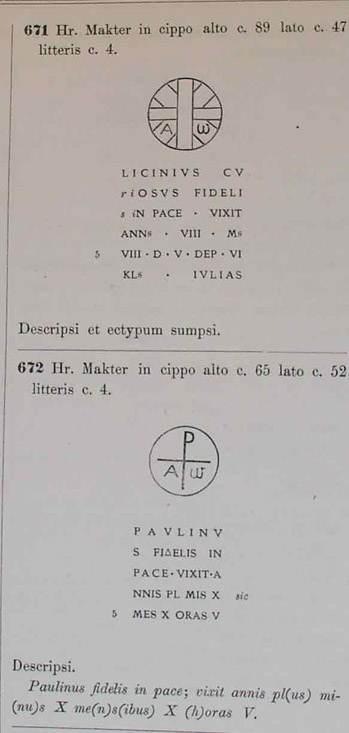 671 Hr. Makter in cippo alto c. 89 lato c. 47
litteris c. 4.
A ω
LICINIVS CV
riOSVS FIDELI
s iN PACE · VIXIT
ANNs · VIII · Ms
5 VIII · D · V · DEP · VI
KLs · IVLIAS
Descripsi et ectypum sumpsi.
672 Hr. Makter in cippo alto c. 65 lato c. 52
litteris c. 4.
P
A ω
PAVLINV
S FIΔELIS IN
PACE·VIXIT·A
NNIS PL MIS X sic
5 MES X ORAS V
Descripsi.
Paulinus fidelis in pace; vixit annis pl(us) mi-
(nu)s X me(n)s(ibus) X (h)oras V.